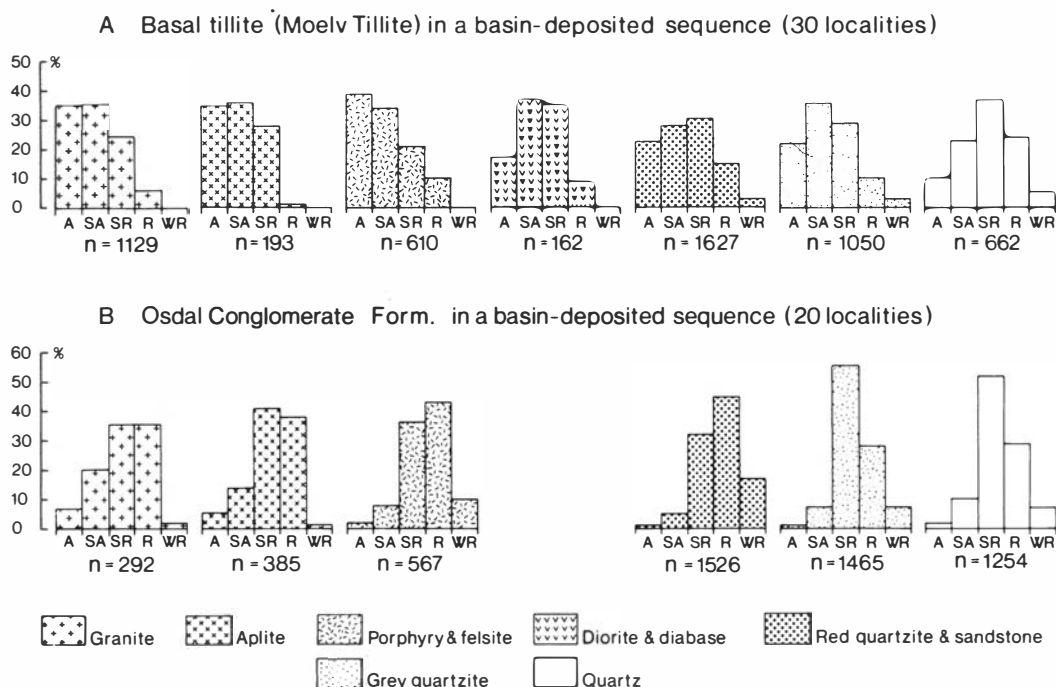 A Basal tillite (Moelv Tillite) in a basin-deposited sequence (30 localities)
50 %
40
30
20
10
0
A SA SR R WR A SA SR R WR A SA SR R WR A SA SR R WR A SA SR R WR A SA SR R WR A SA SR R WR
n = 1129 n = 193 n = 610 n = 162 n = 1627 n = 1050 n = 662
B Osdal Conglomerate Form. in a basin-deposited sequence (20 localities)
60 %
50
40
30
20
10
0
A SA SR R WR A SA SR R WR A SA SR R WR A SA SR R WR A SA SR R WR A SA SR R WR
n = 292 n = 385 n = 567 n = 1526 n = 1465 n = 1254
Granite Aplite Porphyry & felsite Diorite & diabase Red quartzite & sandstone
Grey quartzite Quartz